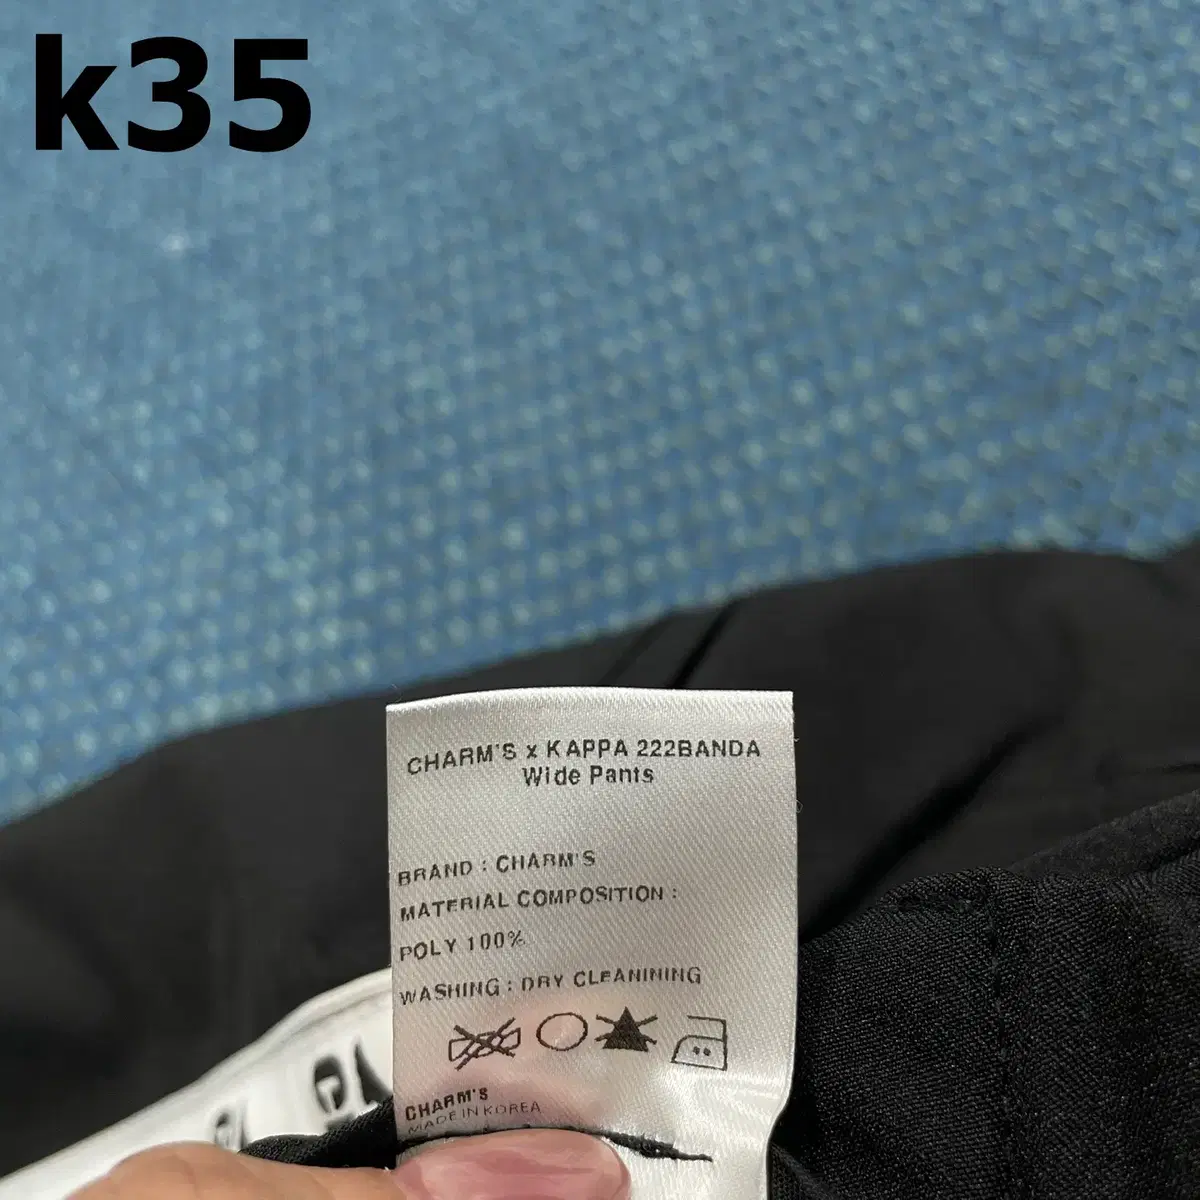 k35
CHARM'S x KAPPA 222BANDA
Wide Pants
BRAND : CHARM'S
MATERIAL COMPOSITION :
POLY 100%
WASHING : DRY CLEANINING
CHARM'S
MADE IN KOREA